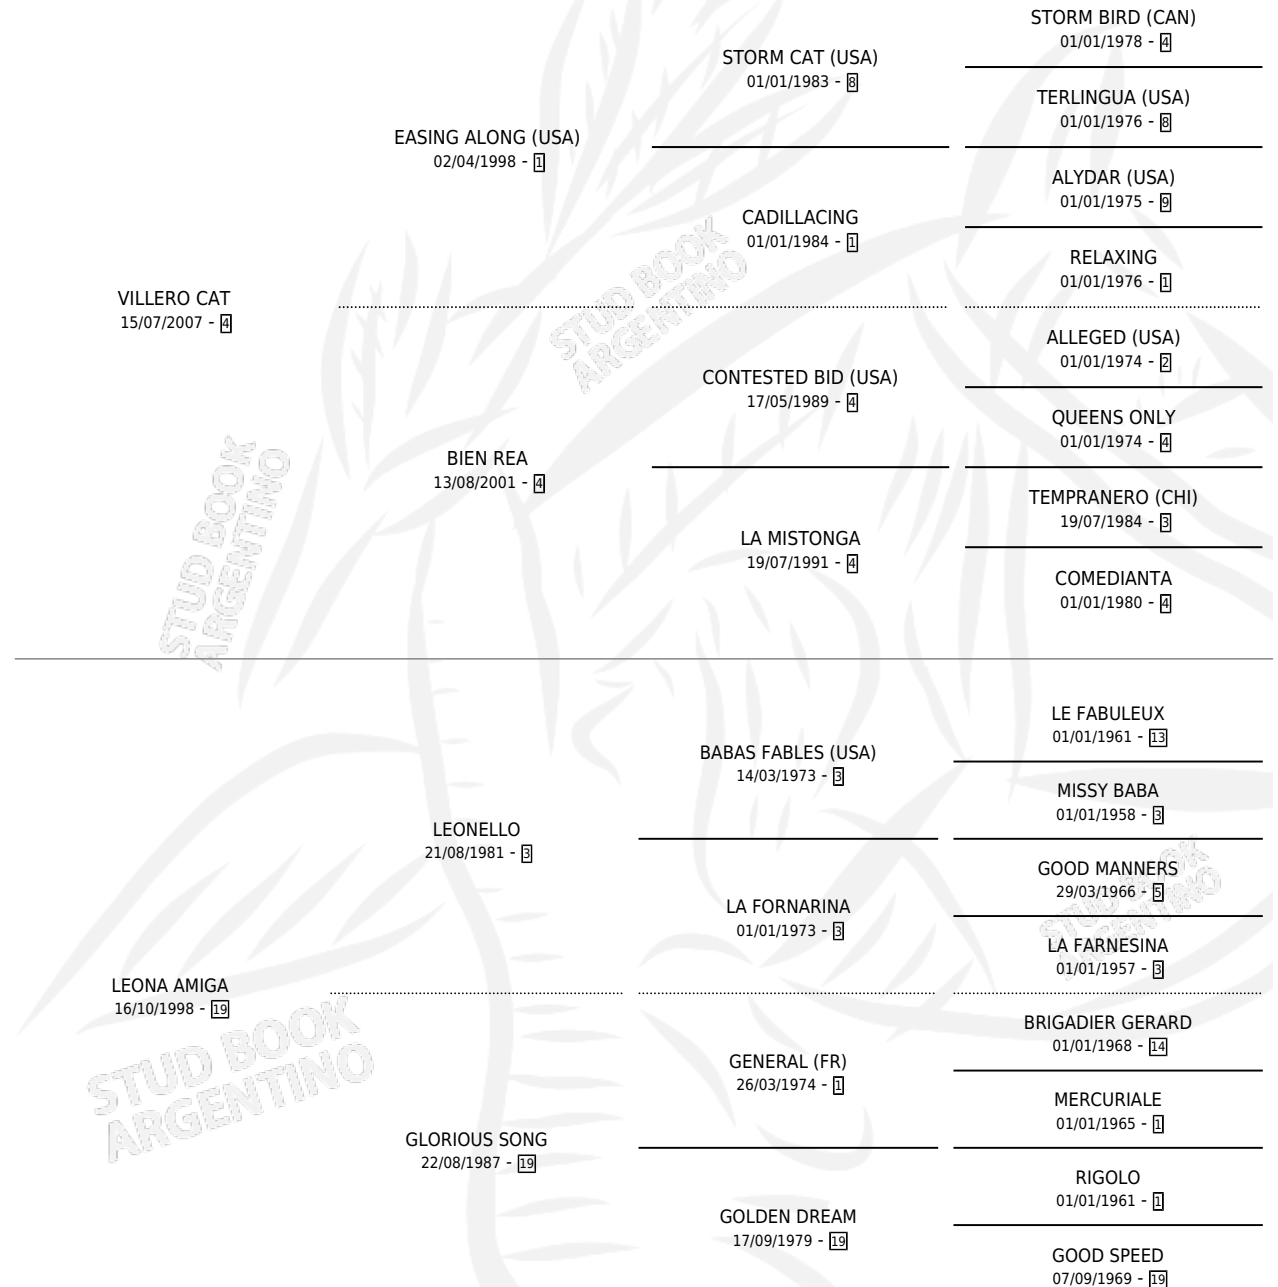 STORM BIRD (CAN)
01/01/1978 - 4
STORM CAT (USA)
01/01/1983 - 8
TERLINGUA (USA)
01/01/1976 - 8
EASING ALONG (USA)
02/04/1998 - 1
ALYDAR (USA)
01/01/1975 - 9
CADILLACING
01/01/1984 - 1
RELAXING
01/01/1976 - 1
VILLERO CAT
15/07/2007 - 4
ALLEGED (USA)
01/01/1974 - 2
CONTESTED BID (USA)
17/05/1989 - 4
QUEENS ONLY
01/01/1974 - 4
BIEN REA
13/08/2001 - 4
TEMPRANERO (CHI)
19/07/1984 - 3
LA MISTONGA
19/07/1991 - 4
COMEDIANTA
01/01/1980 - 4
LE FABULEUX
01/01/1961 - 13
BABAS FABLES (USA)
14/03/1973 - 3
MISSY BABA
01/01/1958 - 3
LEONELLO
21/08/1981 - 3
GOOD MANNERS
29/03/1966 - 5
LA FORNARINA
01/01/1973 - 3
LA FARNESINA
01/01/1957 - 3
LEONA AMIGA
16/10/1998 - 19
BRIGADIER GERARD
01/01/1968 - 14
GENERAL (FR)
26/03/1974 - 1
MERCURIALE
01/01/1965 - 1
GLORIOUS SONG
22/08/1987 - 19
RIGOLO
01/01/1961 - 1
GOLDEN DREAM
17/09/1979 - 19
GOOD SPEED
07/09/1969 - 19
STUD BOOK
ARGENTINO
STUD BOOK
ARGENTINO
STUD BOOK
ARGENTINO
STUD BOOK
ARGENTINO